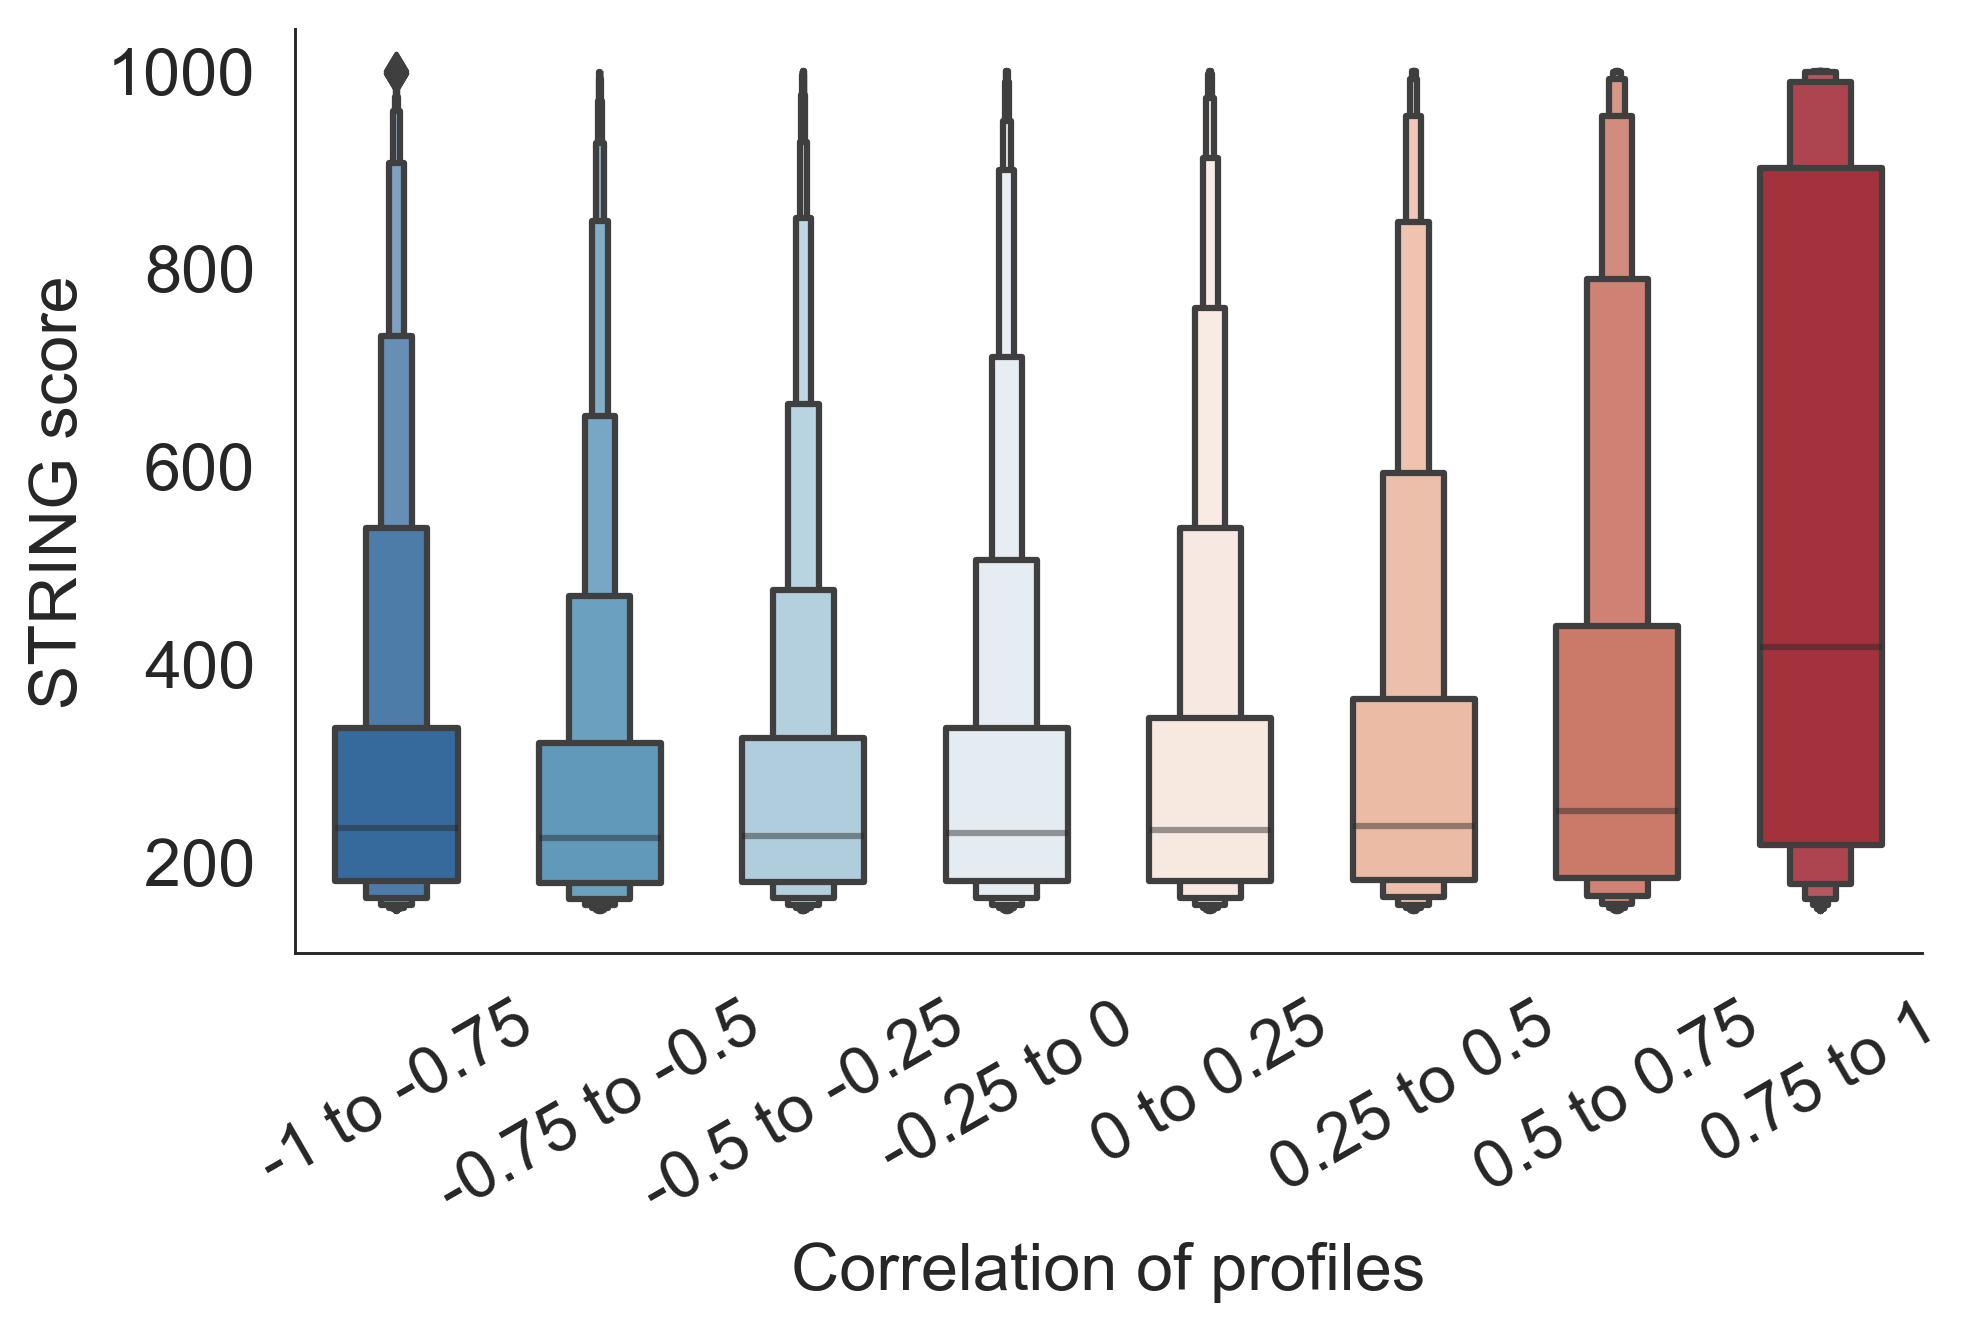 STRING score
1000
800
600
400
200
-1 to -0.75
-0.75 to -0.5
-0.5 to -0.25
-0.25 to 0
0 to 0.25
0.25 to 0.5
0.5 to 0.75
0.75 to 1
Correlation of profiles